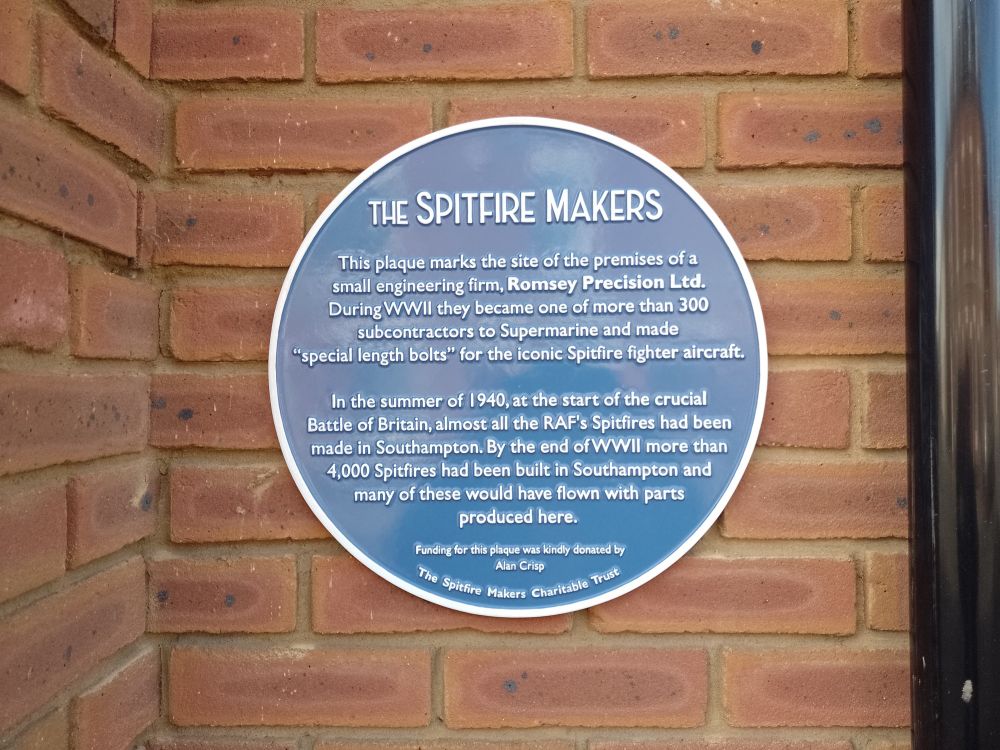 THE SPITFIRE MAKERS
This plaque marks the site of the premises of a
small engineering firm, Romsey Precision Ltd.
During WWII they became one of more than 300
subcontractors to Supermarine and made
“special length bolts” for the iconic Spitfire fighter aircraft.
In the summer of 1940, at the start of the crucial
Battle of Britain, almost all the RAF's Spitfires had been
made in Southampton. By the end of WWII more than
4,000 Spitfires had been built in Southampton and
many of these would have flown with parts
produced here.
Funding for this plaque was kindly donated by
Alan Crisp
The Spitfire Makers Charitable Trust